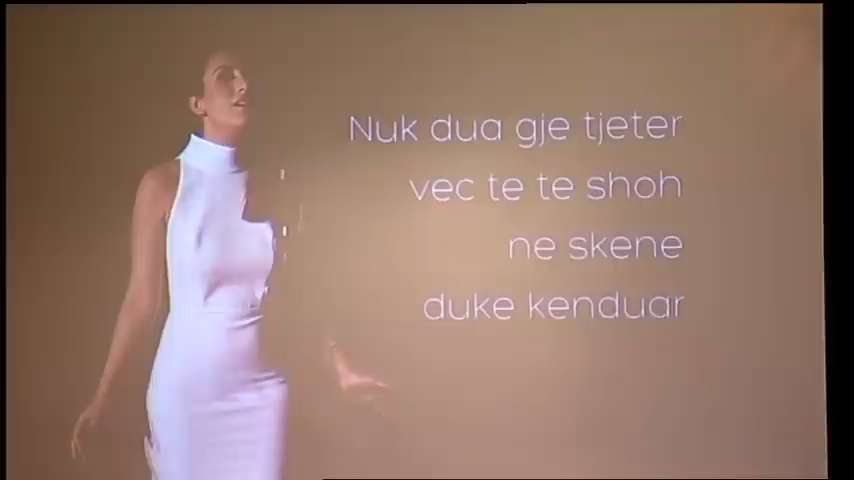 Nuk dua gje tjeter
vec te te shoh
ne skene
duke kenduar